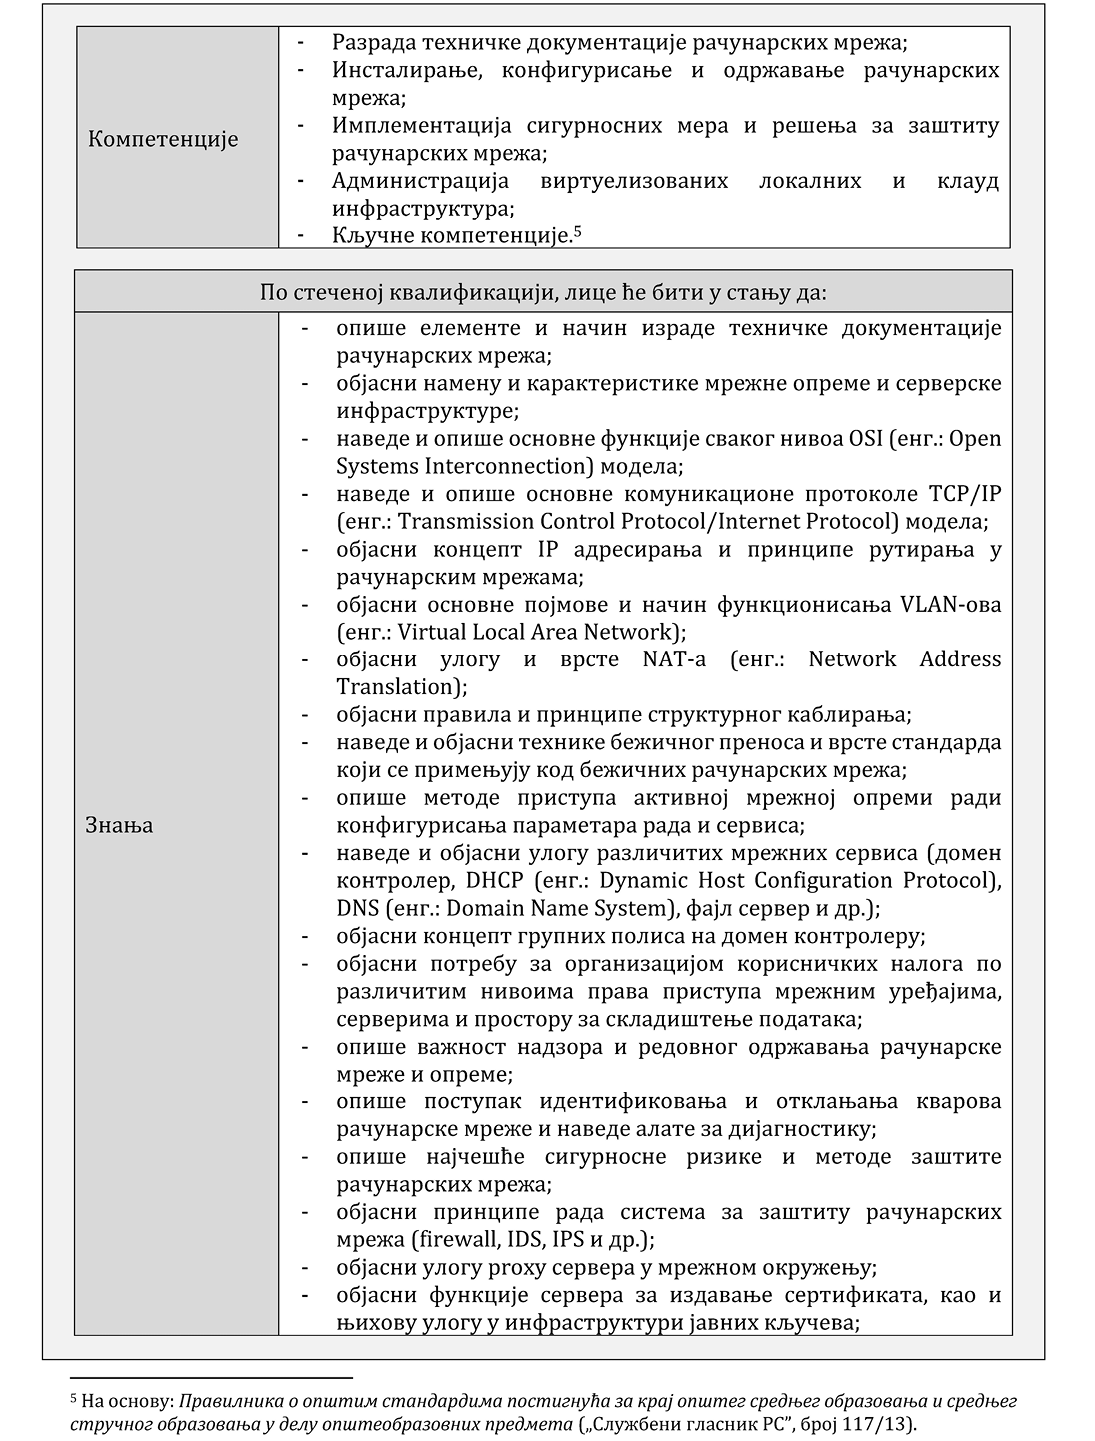 - Разрада техничке документације рачунарских мрежа;
- Инсталирање, конфигурисање и одржавање рачунарских
мрежа;
Компетенције
- Имплементација сигурносних мера и решења за заштиту
рачунарских мрежа;
- Администрација виртуелизованих локалних и клауд
инфраструктура;
- Кључне компетенције.⁵
По стеченој квалификацији, лице ће бити у стању да:
Знања
- опише елементе и начин израде техничке документације
рачунарских мрежа;
- објасни намену и карактеристике мрежне опреме и серверске
инфраструктуре;
- наведе и опише основне функције сваког нивоа OSI (енг.: Open
Systems Interconnection) модела;
- наведе и опише основне комуникационе протоколе TCP/IP
(енг.: Transmission Control Protocol/Internet Protocol) модела;
- објасни концепт IP адресирања и принципе рутирања у
рачунарским мрежама;
- објасни основне појмове и начин функционисања VLAN-ова
(енг.: Virtual Local Area Network);
- објасни улогу и врсте NAT-а (енг.: Network Address
Translation);
- објасни правила и принципе структурног каблирања;
- наведе и објасни технике бежичног преноса и врсте стандарда
који се примењују код бежичних рачунарских мрежа;
- опише методе приступа активној мрежној опреми ради
конфигурисања параметара рада и сервиса;
- наведе и објасни улогу различитих мрежних сервиса (домен
контролер, DHCP (енг.: Dynamic Host Configuration Protocol),
DNS (енг.: Domain Name System), фајл сервер и др.);
- објасни концепт групних полиса на домен контролеру;
- објасни потребу за организацијом корисничких налога по
различитим нивоима права приступа мрежним уређајима,
серверима и простору за складиштење података;
- опише важност надзора и редовног одржавања рачунарске
мреже и опреме;
- опише поступак идентификовања и отклањања кварова
рачунарске мреже и наведе алате за дијагностику;
- опише најчешће сигурносне ризике и методе заштите
рачунарских мрежа;
- објасни принципе рада система за заштиту рачунарских
мрежа (firewall, IDS, IPS и др.);
- објасни улогу proxy сервера у мрежном окружењу;
- објасни функције сервера за издавање сертификата, као и
њихову улогу у инфраструктури јавних кључева;
⁵ На основу: Правилника о општим стандардима постигнућа за крај општег средњег образовања и средњег
стручног образовања у делу општеобразовних предмета („Службени гласник РС”, број 117/13).